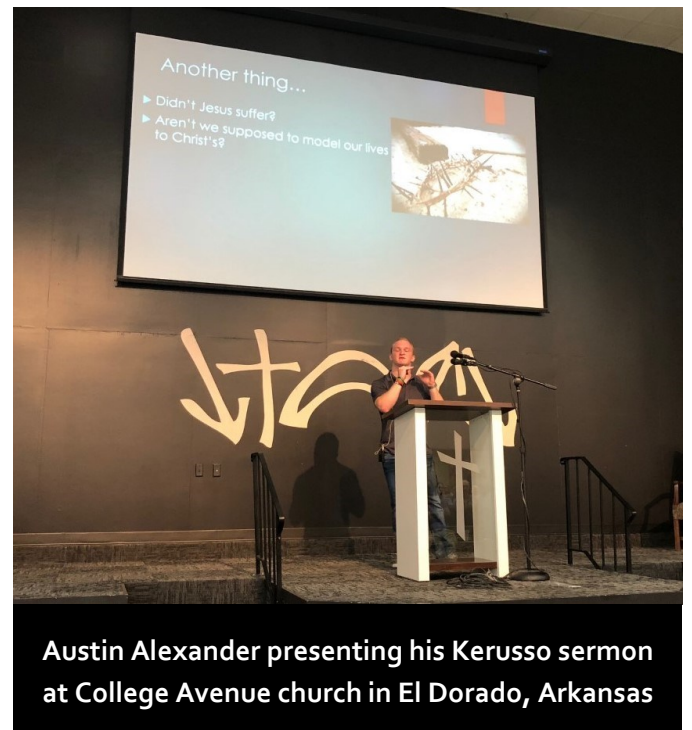 Another thing...
▶ Didn't Jesus suffer?
▶ Aren't we supposed to model our lives
to Christ's?
Austin Alexander presenting his Kerusso sermon
at College Avenue church in El Dorado, Arkansas